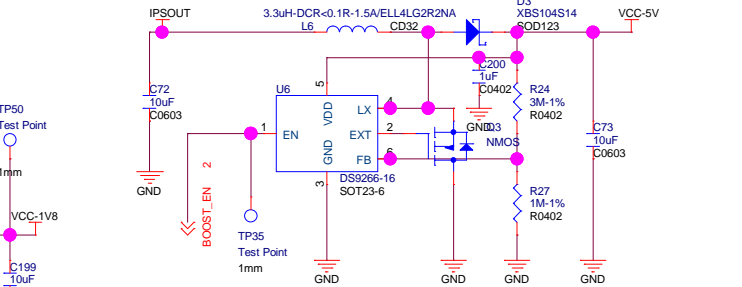 IPSOUT
3.3uH-DCR<0.1R-1.5A/ELL4LG2R2NA
L6
CD32
D3
XBS104S14
SOD123
VCC-5V
C72
10uF
C0603
GND
TP50
Test Point
1mm
VCC-1V8
C199
10uF
BOOST_EN 2
TP35
Test Point
1mm
U6
5
VDD
1
EN
GND
3
LX
4
EXT
2
FB
DS9266-16
SOT23-6
GND
C200
1uF
C0402
GND
Q3
NMOS
GND
R24
3M-1%
R0402
R27
1M-1%
R0402
GND
C73
10uF
C0603
GND